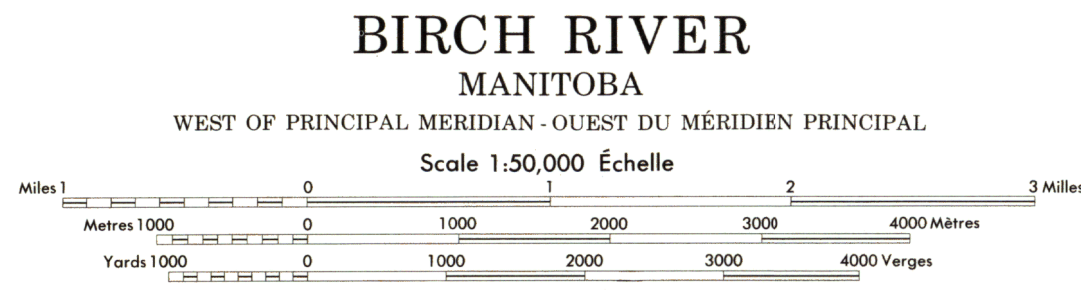 BIRCH RIVER
MANITOBA
WEST OF PRINCIPAL MERIDIAN - OUEST DU MÉRIDIEN PRINCIPAL
Scale 1:50,000 Échelle
Miles 1 0 1 2 3 Milles
Metres 1000 0 1000 2000 3000 4000 Mètres
Yards 1000 0 1000 2000 3000 4000 Verges